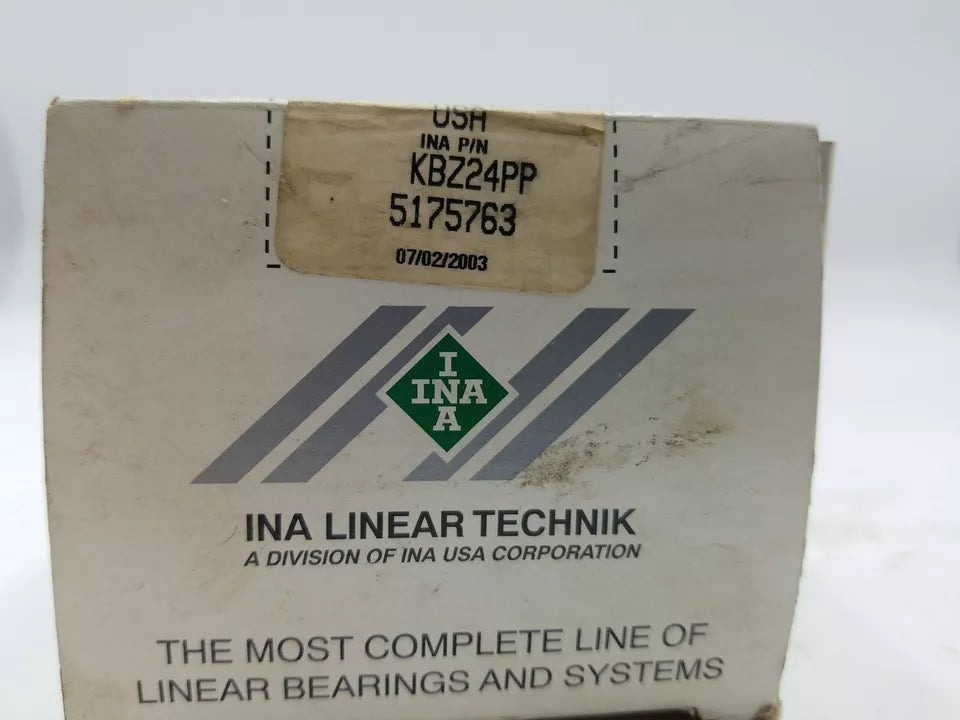 USA
INA P/N
KBZ24PP
5175763
07/02/2003
I
INA
A
INA LINEAR TECHNIK
A DIVISION OF INA USA CORPORATION
THE MOST COMPLETE LINE OF
LINEAR BEARINGS AND SYSTEMS